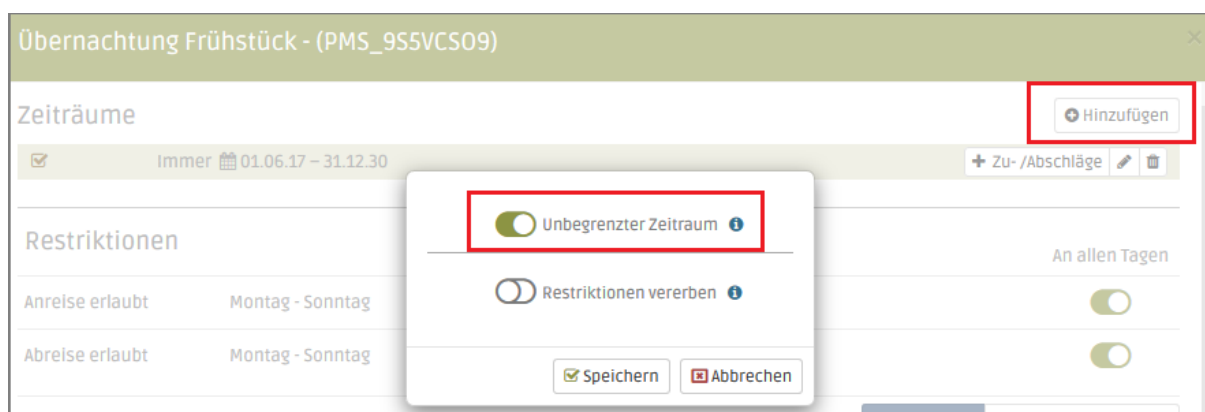 Übernachtung Frühstück - (PMS_9S5VCSO9)
Zeiträume
Hinzufügen
Immer 01.06.17 – 31.12.30
Zu- /Abschläge
Unbegrenzter Zeitraum
Restriktionen
An allen Tagen
Restriktionen vererben
Anreise erlaubt Montag - Sonntag
Abreise erlaubt Montag - Sonntag
Speichern Abbrechen